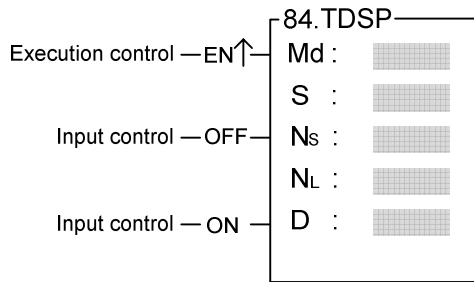 84.TDSP
Execution control EN↑ Md :
S :
Input control OFF Ns :
NL :
Input control ON D :